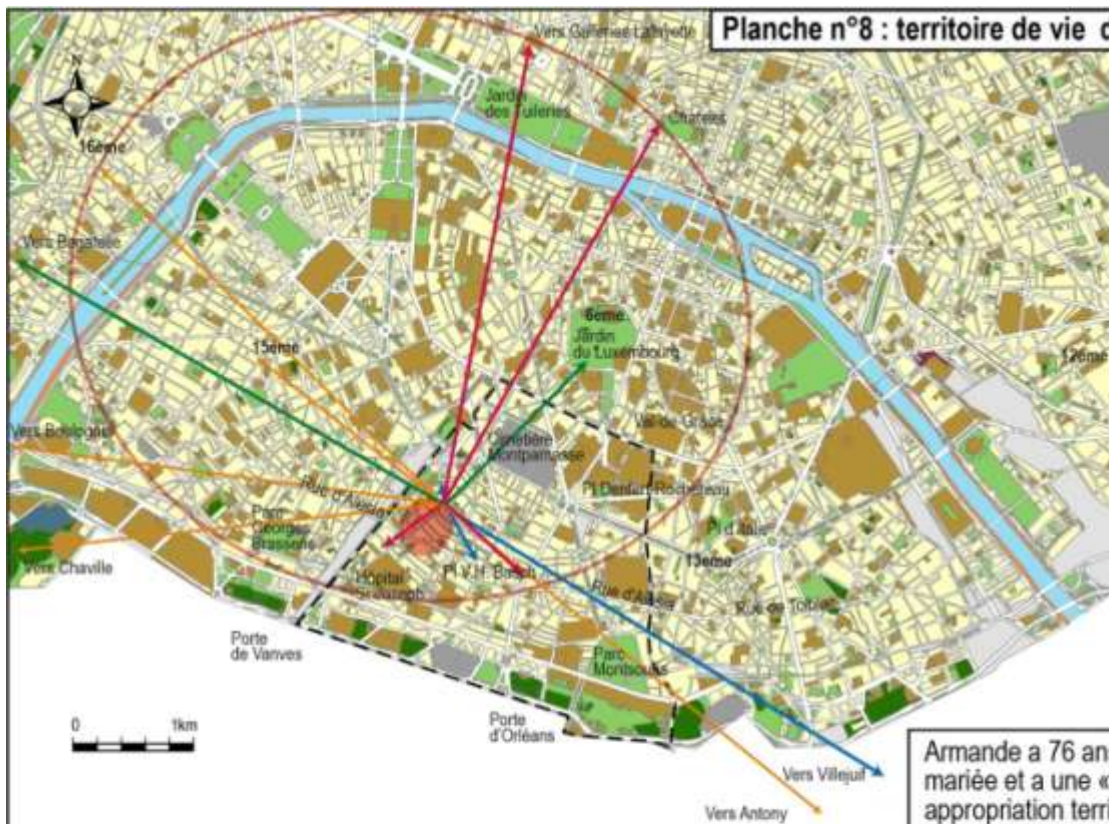 Planche n°8 : territoire de vie d
Vers Galleries Lafayette
N
Jardin
des Tuileries
Chatelet
16ème
Vers Bagatelle
6ème
Jardin
du Luxembourg
15ème
12ème
Vers Boulogne
Val de Grâce
Cimetière
Montparnasse
Rue d'Alésia
Pl Denfert Rochereau
Parc
Georges
Brassens
Pl d'Italie
13ème
Vers Chaville
Hôpital
St Joseph
Pl V.H. Basch
Rue d'Alésia
Rue de Tolbiac
Porte
de Vanves
Parc
Montsouris
0 1km
Porte
d'Orléans
Vers Villejuif
Vers Antony
Armande a 76 ans
mariée et a une «
appropriation terri